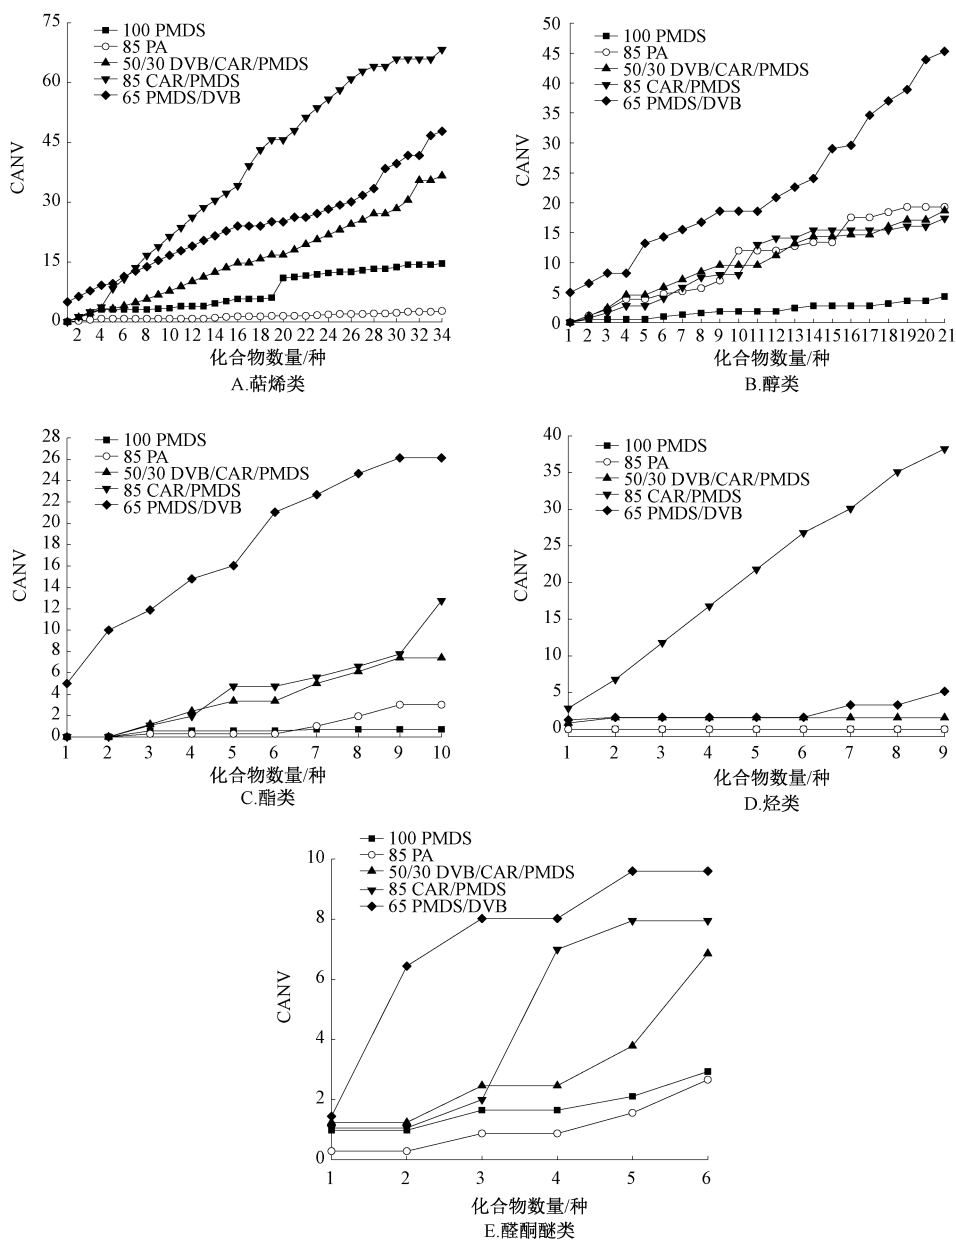 75
60
45
30
15
0
CANV
100 PMDS
85 PA
50/30 DVB/CAR/PMDS
85 CAR/PMDS
65 PMDS/DVB
2 4 6 8 10 12 14 16 18 20 22 24 26 28 30 32 34
化合物数量/种
A.萜烯类
50
45
40
35
30
25
20
15
10
5
0
CANV
100 PMDS
85 PA
50/30 DVB/CAR/PMDS
85 CAR/PMDS
65 PMDS/DVB
1 2 3 4 5 6 7 8 9 10 11 12 13 14 15 16 17 18 19 20 21
化合物数量/种
B.醇类
28
26
24
22
20
18
16
14
12
10
8
6
4
2
0
CANV
100 PMDS
85 PA
50/30 DVB/CAR/PMDS
85 CAR/PMDS
65 PMDS/DVB
1 2 3 4 5 6 7 8 9 10
化合物数量/种
C.酯类
40
35
30
25
20
15
10
5
0
CANV
100 PMDS
85 PA
50/30 DVB/CAR/PMDS
85 CAR/PMDS
65 PMDS/DVB
1 2 3 4 5 6 7 8 9
化合物数量/种
D.烃类
10
8
6
4
2
0
CANV
100 PMDS
85 PA
50/30 DVB/CAR/PMDS
85 CAR/PMDS
65 PMDS/DVB
1 2 3 4 5 6
化合物数量/种
E.醛酮醚类